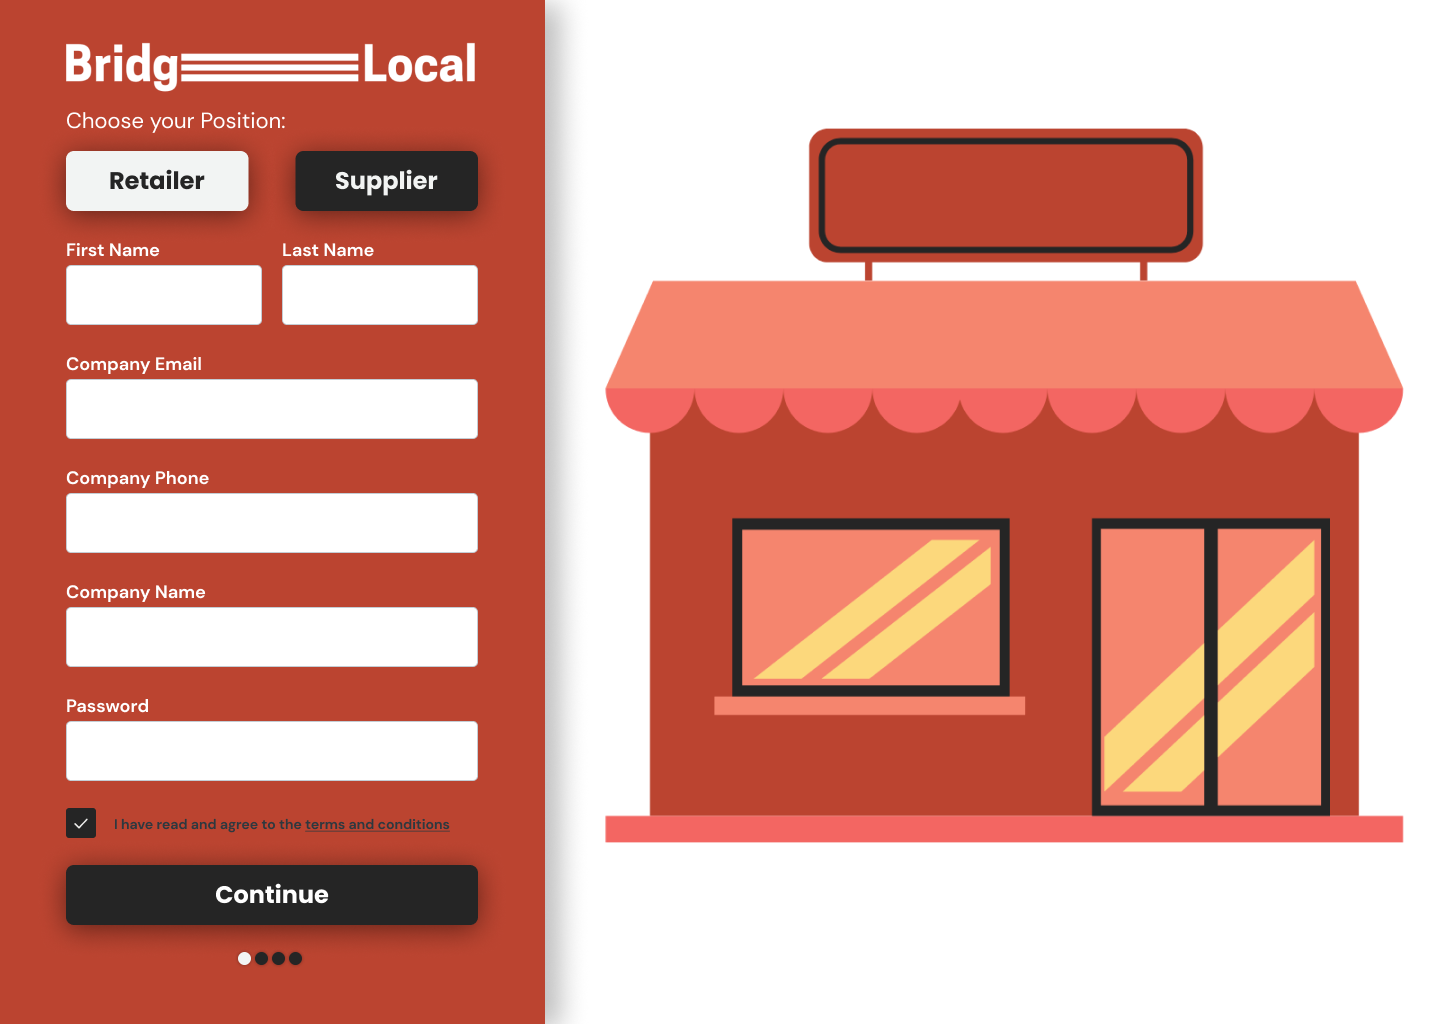 Bridg Local
Choose your Position:
Retailer Supplier
First Name Last Name
Company Email
Company Phone
Company Name
Password
I have read and agree to the terms and conditions
Continue